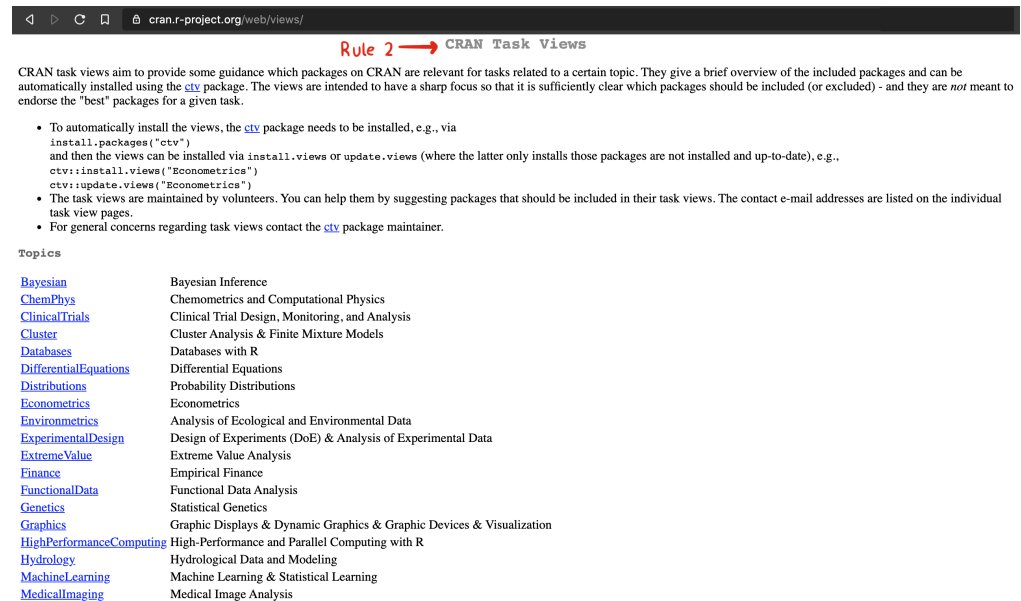 cran.r-project.org/web/views/
Rule 2
CRAN Task Views
CRAN task views aim to provide some guidance which packages on CRAN are relevant for tasks related to a certain topic. They give a brief overview of the included packages and can be
automatically installed using the ctv package. The views are intended to have a sharp focus so that it is sufficiently clear which packages should be included (or excluded) - and they are not meant to
endorse the "best" packages for a given task.
• To automatically install the views, the ctv package needs to be installed, e.g., via
install.packages("ctv")
and then the views can be installed via install.views or update.views (where the latter only installs those packages are not installed and up-to-date), e.g.,
ctv::install.views("Econometrics")
ctv::update.views("Econometrics")
• The task views are maintained by volunteers. You can help them by suggesting packages that should be included in their task views. The contact e-mail addresses are listed on the individual
task view pages.
• For general concerns regarding task views contact the ctv package maintainer.
Topics
Bayesian Bayesian Inference
ChemPhys Chemometrics and Computational Physics
ClinicalTrials Clinical Trial Design, Monitoring, and Analysis
Cluster Cluster Analysis & Finite Mixture Models
Databases Databases with R
DifferentialEquations Differential Equations
Distributions Probability Distributions
Econometrics Econometrics
Environmetrics Analysis of Ecological and Environmental Data
ExperimentalDesign Design of Experiments (DoE) & Analysis of Experimental Data
ExtremeValue Extreme Value Analysis
Finance Empirical Finance
FunctionalData Functional Data Analysis
Genetics Statistical Genetics
Graphics Graphic Displays & Dynamic Graphics & Graphic Devices & Visualization
HighPerformanceComputing High-Performance and Parallel Computing with R
Hydrology Hydrological Data and Modeling
MachineLearning Machine Learning & Statistical Learning
MedicalImaging Medical Image Analysis